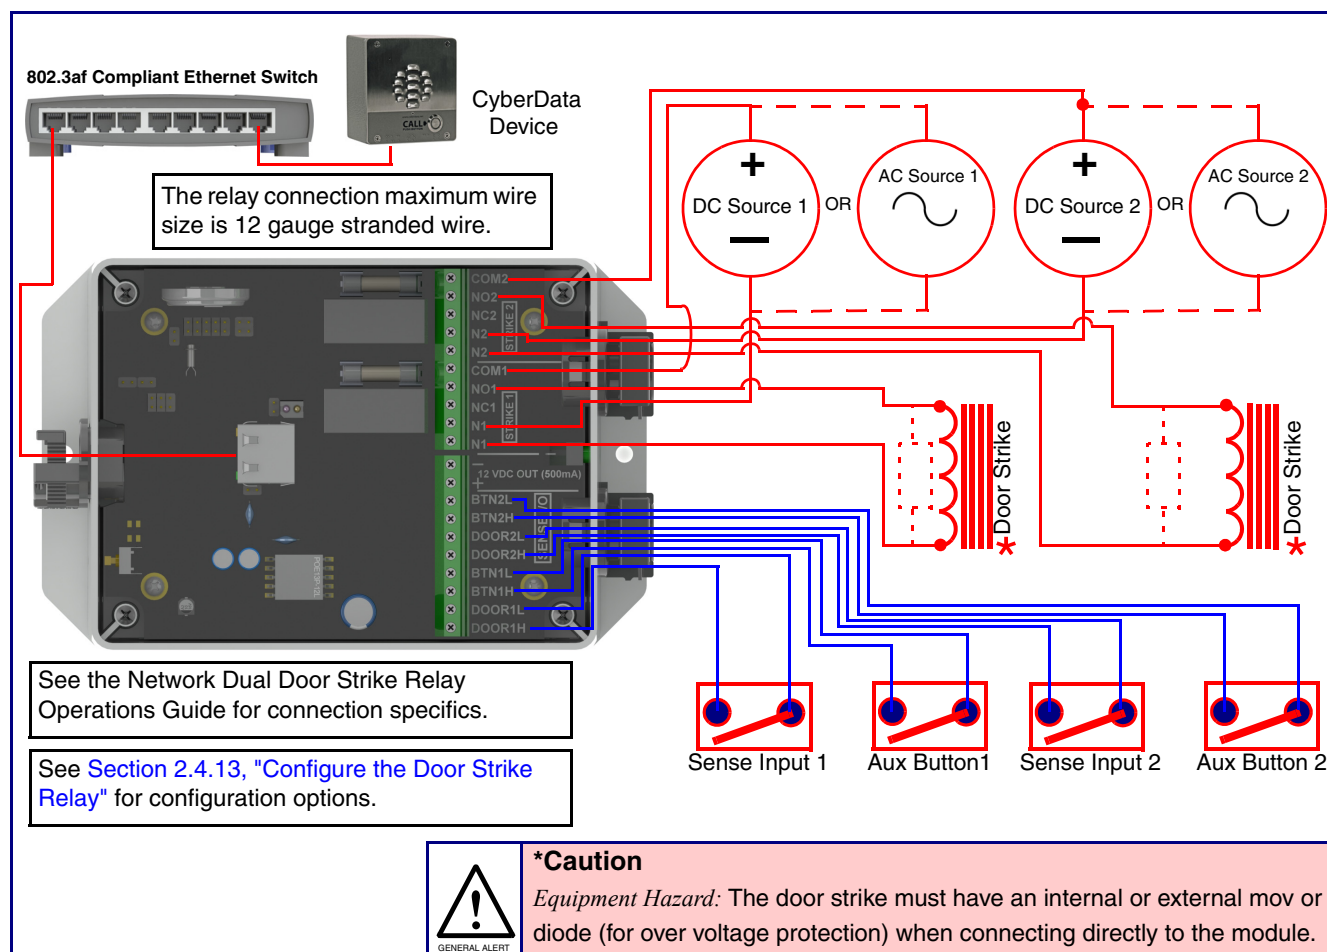 802.3af Compliant Ethernet Switch
CyberData
Device
CALL
The relay connection maximum wire
size is 12 gauge stranded wire.
+
DC Source 1
OR
AC Source 1
+
DC Source 2
OR
AC Source 2
COM2
NO2
NC2
N2
N2
STRIKE 2
COM1
NO1
NC1
N1
N1
STRIKE 1
12 VDC OUT (500mA)
+
BTN2L
BTN2H
DOOR2L
DOOR2H
BTN1L
BTN1H
DOOR1L
DOOR1H
*Door Strike
*Door Strike
Sense Input 1
Aux Button1
Sense Input 2
Aux Button 2
See the Network Dual Door Strike Relay
Operations Guide for connection specifics.
See Section 2.4.13, "Configure the Door Strike
Relay" for configuration options.
GENERAL ALERT
*Caution
Equipment Hazard: The door strike must have an internal or external mov or
diode (for over voltage protection) when connecting directly to the module.